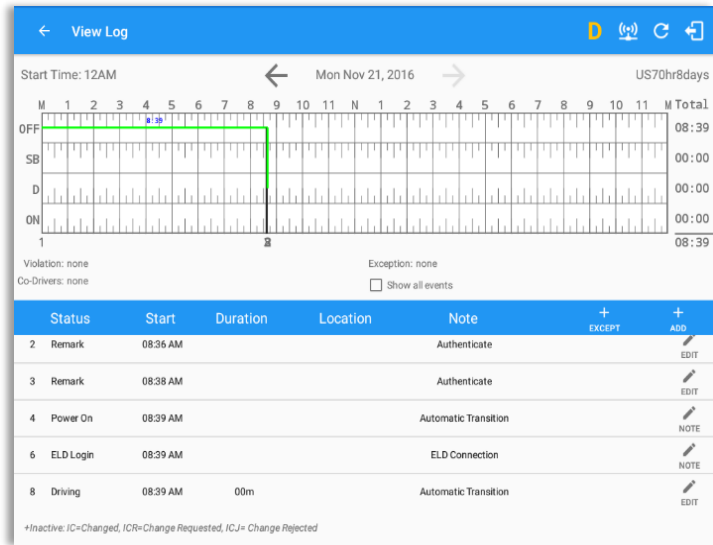 View Log D
Start Time: 12AM Mon Nov 21, 2016 US70hr8days
M 1 2 3 4 5 6 7 8 9 10 11 N 1 2 3 4 5 6 7 8 9 10 11 M Total
8:39
OFF 08:39
SB 00:00
D 00:00
ON 00:00
1 08:39
Violation: none Exception: none
Co-Drivers: none Show all events
Status Start Duration Location Note + EXCEPT + ADD
2 Remark 08:36 AM Authenticate EDIT
3 Remark 08:38 AM Authenticate EDIT
4 Power On 08:39 AM Automatic Transition NOTE
6 ELD Login 08:39 AM ELD Connection NOTE
8 Driving 08:39 AM 00m Automatic Transition EDIT
+Inactive: IC=Changed, ICR=Change Requested, ICJ= Change Rejected